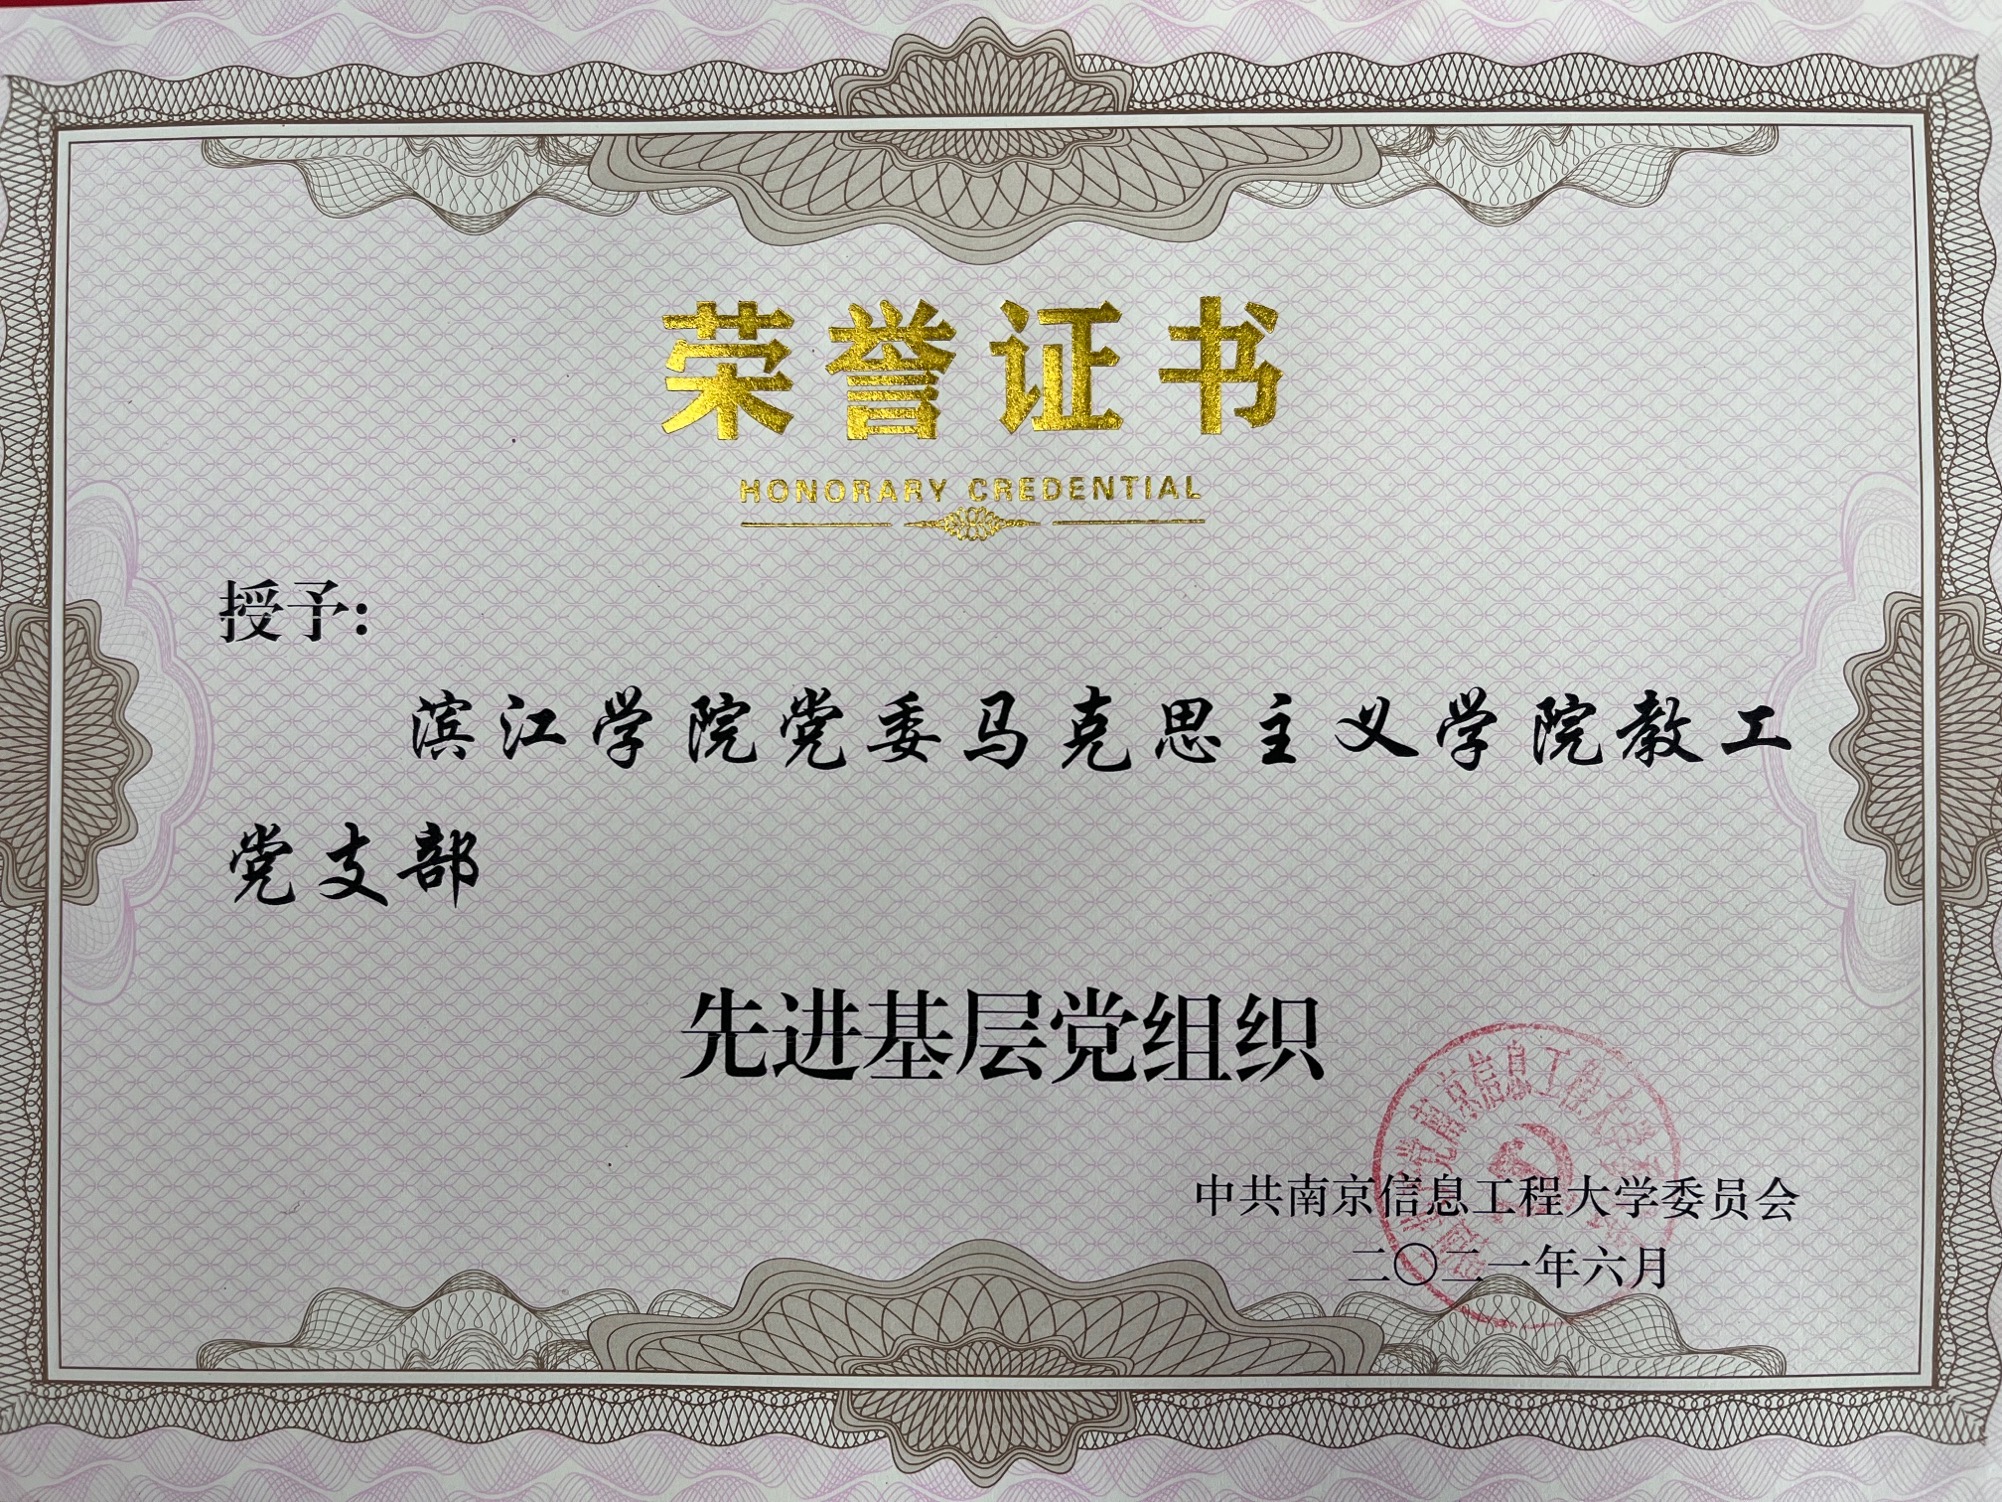 荣誉证书
HONORARY CREDENTIAL
授予:
滨江学院党委马克思主义学院教工
党支部
先进基层党组织
中共南京信息工程大学委员会
二〇二一年六月